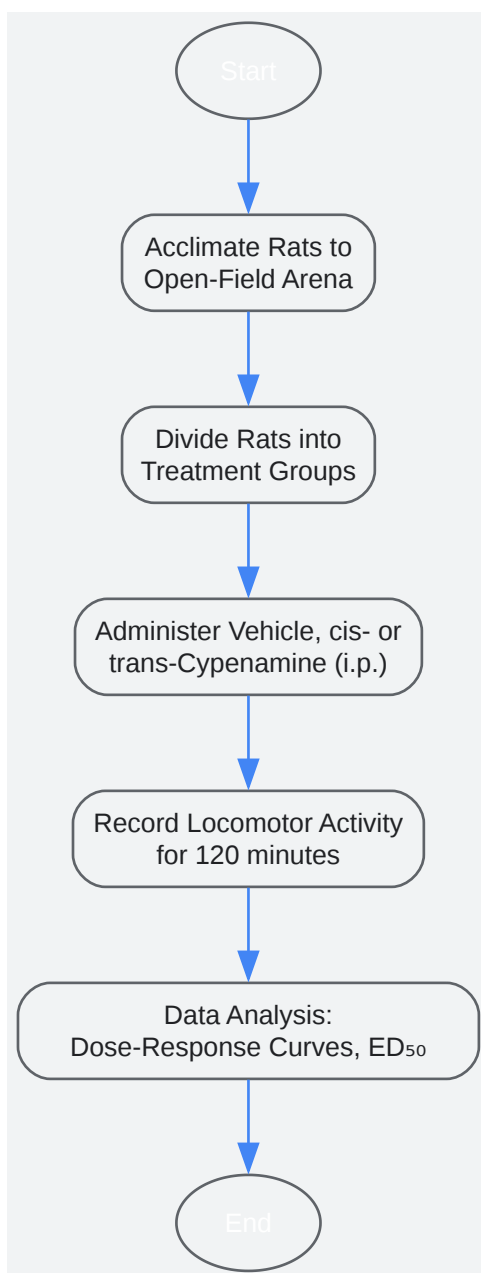 Start
Acclimate Rats to
Open-Field Arena
Divide Rats into
Treatment Groups
Administer Vehicle, cis- or
trans-Cypenamine (i.p.)
Record Locomotor Activity
for 120 minutes
Data Analysis:
Dose-Response Curves, ED₅₀
End